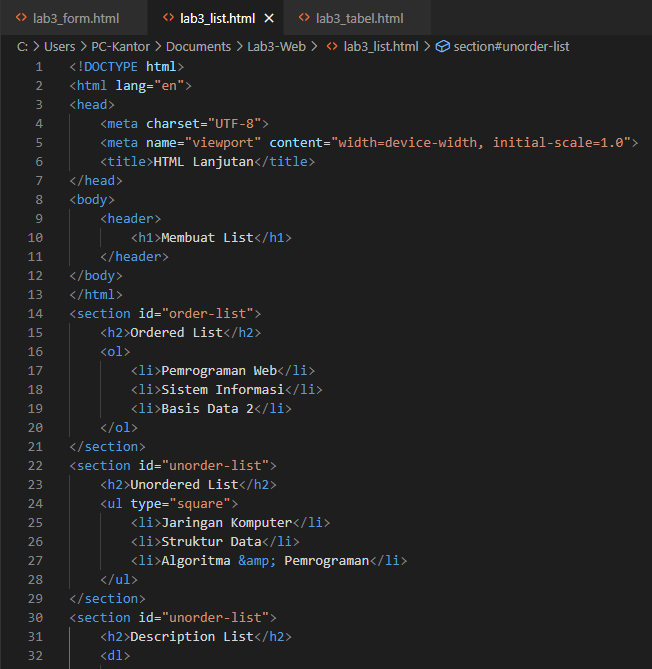 lab3_form.html lab3_list.html lab3_tabel.html
C: > Users > PC-Kantor > Documents > Lab3-Web > lab3_list.html > section#unorder-list
1 <!DOCTYPE html>
2 <html lang="en">
3 <head>
4 <meta charset="UTF-8">
5 <meta name="viewport" content="width=device-width, initial-scale=1.0">
6 <title>HTML Lanjutan</title>
7 </head>
8 <body>
9 <header>
10 <h1>Membuat List</h1>
11 </header>
12 </body>
13 </html>
14 <section id="order-list">
15 <h2>Ordered List</h2>
16 <ol>
17 <li>Pemrograman Web</li>
18 <li>Sistem Informasi</li>
19 <li>Basis Data 2</li>
20 </ol>
21 </section>
22 <section id="unorder-list">
23 <h2>Unordered List</h2>
24 <ul type="square">
25 <li>Jaringan Komputer</li>
26 <li>Struktur Data</li>
27 <li>Algoritma &amp; Pemrograman</li>
28 </ul>
29 </section>
30 <section id="unorder-list">
31 <h2>Description List</h2>
32 <dl>